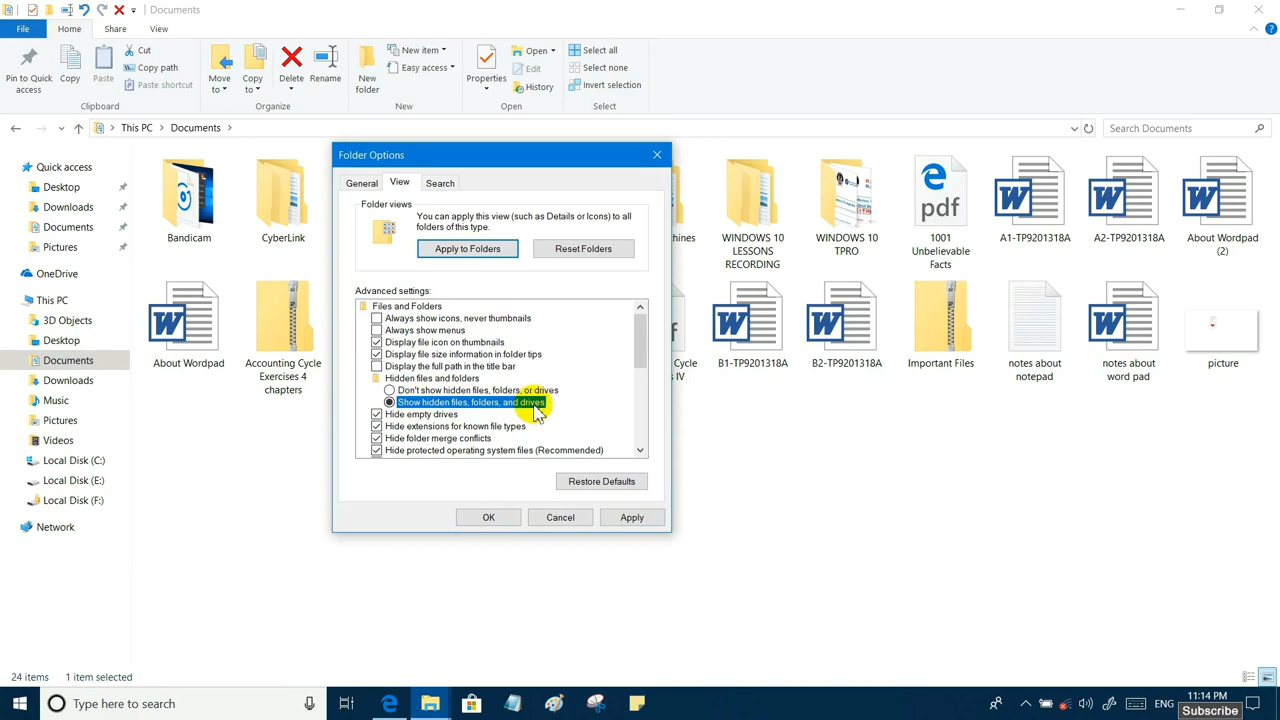 Documents
File
Home
Share
View
Pin to Quick access
Copy
Paste
Cut
Copy path
Paste shortcut
Clipboard
Move to
Copy to
Delete
Rename
Organize
New folder
New item
Easy access
New
Properties
Open
Edit
History
Open
Select all
Select none
Invert selection
Select
This PC
Documents
Search Documents
Quick access
Desktop
Downloads
Documents
Pictures
OneDrive
This PC
3D Objects
Desktop
Documents
Downloads
Music
Pictures
Videos
Local Disk (C:)
Local Disk (E:)
Local Disk (F:)
Network
Bandicam
CyberLink
WINDOWS 10 LESSONS RECORDING
WINDOWS 10 TPRO
pdf
1001 Unbelievable Facts
A1-TP9201318A
A2-TP9201318A
About Wordpad (2)
About Wordpad
Accounting Cycle Exercises 4 chapters
B1-TP9201318A
B2-TP9201318A
Important Files
notes about notepad
notes about word pad
picture
Folder Options
General
View
Search
Folder views
You can apply this view (such as Details or Icons) to all
folders of this type.
Apply to Folders
Reset Folders
Advanced settings:
Files and Folders
Always show icons, never thumbnails
Always show menus
Display file icon on thumbnails
Display file size information in folder tips
Display the full path in the title bar
Hidden files and folders
Don't show hidden files, folders, or drives
Show hidden files, folders, and drives
Hide empty drives
Hide extensions for known file types
Hide folder merge conflicts
Hide protected operating system files (Recommended)
Restore Defaults
OK
Cancel
Apply
24 items
1 item selected
Type here to search
ENG
11:14 PM
Subscribe